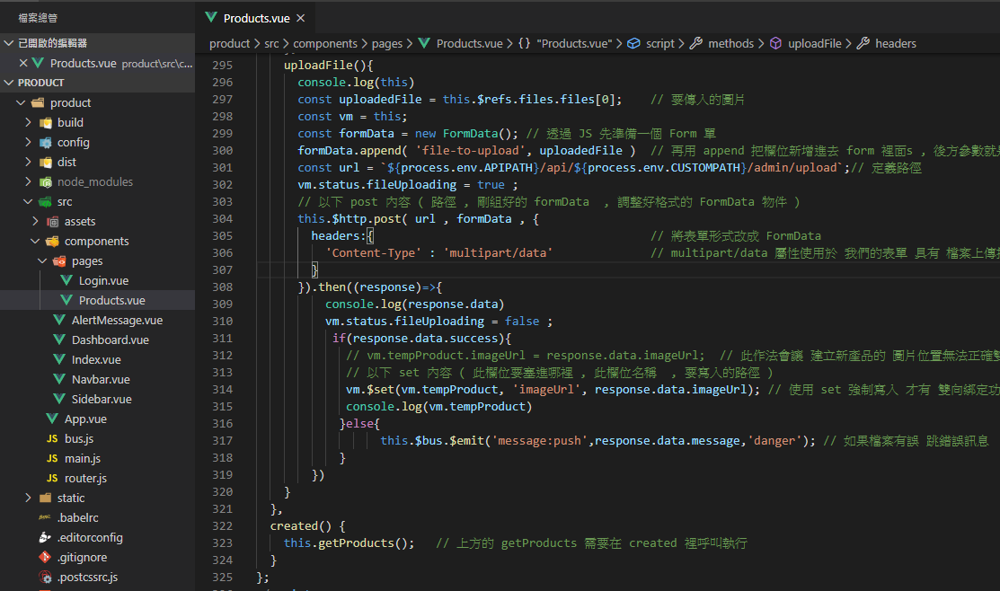 檔案總管
已開啟的編輯器
Products.vue product\src\c...
PRODUCT
product
build
config
dist
node_modules
src
assets
components
pages
Login.vue
Products.vue
AlertMessage.vue
Dashboard.vue
Index.vue
Navbar.vue
Sidebar.vue
App.vue
JS bus.js
JS main.js
JS router.js
static
.babelrc
.editorconfig
.gitignore
.postcssrc.js
Products.vue
product > src > components > pages > Products.vue > {} "Products.vue" > script > methods > uploadFile > headers
295 uploadFile(){
296 console.log(this)
297 const uploadedFile = this.$refs.files.files[0]; // 要傳入的圖片
298 const vm = this;
299 const formData = new FormData(); // 透過 JS 先準備一個 Form 單
300 formData.append( 'file-to-upload', uploadedFile ) // 再用 append 把欄位新增進去 form 裡面s , 後方參數就
301 const url = `${process.env.APIPATH}/api/${process.env.CUSTOMPATH}/admin/upload`;// 定義路徑
302 vm.status.fileUploading = true ;
303 // 以下 post 內容 ( 路徑 , 剛組好的 formData , 調整好格式的 FormData 物件 )
304 this.$http.post( url , formData , {
305 headers:{ // 將表單形式改成 FormData
306 'Content-Type' : 'multipart/data' // multipart/data 屬性使用於 我們的表單 具有 檔案上傳
307 }
308 }).then((response)=>{
309 console.log(response.data)
310 vm.status.fileUploading = false ;
311 if(response.data.success){
312 // vm.tempProduct.imageUrl = response.data.imageUrl; // 此作法會議 建立新產品的 圖片位置無法正確
313 // 以下 set 內容 ( 此欄位要塞進哪裡 , 此欄位名稱 , 要寫入的路徑 )
314 vm.$set(vm.tempProduct, 'imageUrl', response.data.imageUrl); // 使用 set 強制寫入 才有 雙向綁定功
315 console.log(vm.tempProduct)
316 }else{
317 this.$bus.$emit('message:push',response.data.message,'danger'); // 如果檔案有誤 跳錯誤訊息
318 }
319 })
320 }
321 },
322 created() {
323 this.getProducts(); // 上方的 getProducts 需要在 created 裡呼叫執行
324 }
325 };